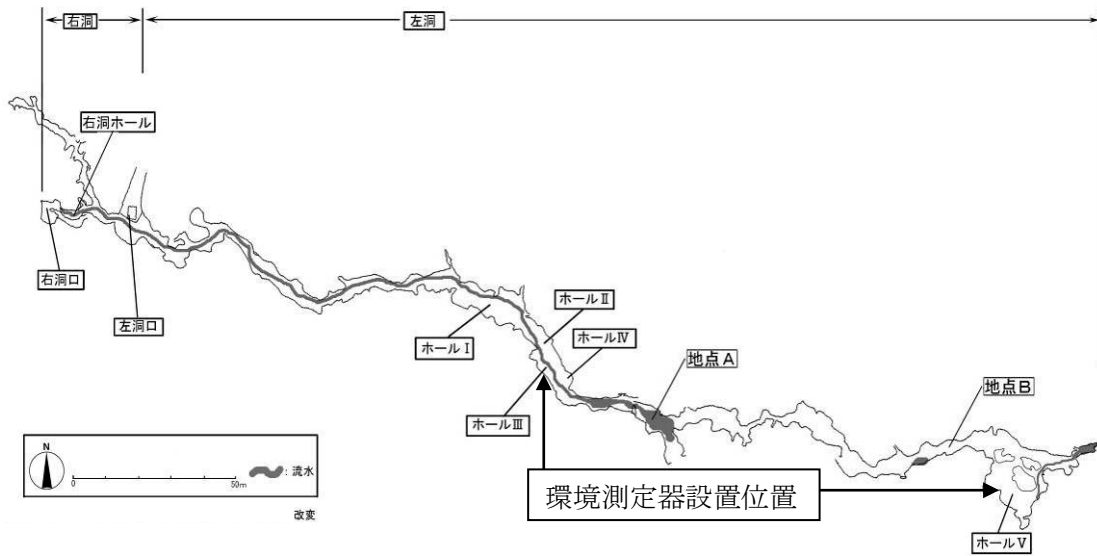 右洞
左洞
右洞ホール
右洞口
左洞口
ホールⅠ
ホールⅡ
ホールⅣ
ホールⅢ
地点A
地点B
環境測定器設置位置
ホールⅤ
N
0
50m
：流水
改変